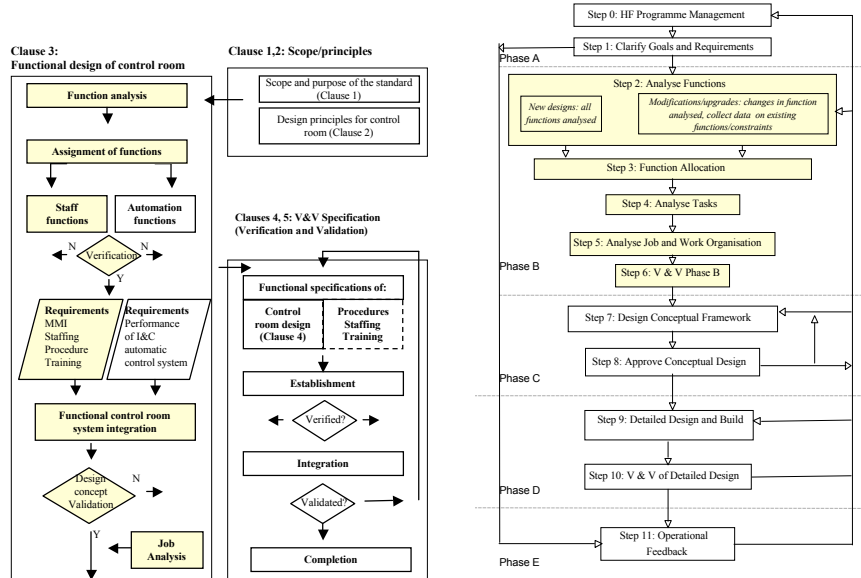 Clause 3:
Functional design of control room
Function analysis
Assignment of functions
Staff
functions
Automation
functions
N
Verification
N
Y
Requirements
MMI
Staffing
Procedure
Training
Requirements
Performance
of I&C
automatic
control system
Functional control room
system integration
Design
concept
Validation
N
Y
Job
Analysis
Clause 1,2: Scope/principles
Scope and purpose of the standard
(Clause 1)
Design principles for control
room (Clause 2)
Clauses 4, 5: V&V Specification
(Verification and Validation)
Functional specifications of:
Control
room design
(Clause 4)
Procedures
Staffing
Training
Establishment
Verified?
Integration
Validated?
Completion
Step 0: HF Programme Management
Step 1: Clarify Goals and Requirements
Phase A
Step 2: Analyse Functions
New designs: all
functions analysed
Modifications/upgrades: changes in function
analysed, collect data on existing
functions/constraints
Step 3: Function Allocation
Step 4: Analyse Tasks
Step 5: Analyse Job and Work Organisation
Phase B
Step 6: V & V Phase B
Step 7: Design Conceptual Framework
Step 8: Approve Conceptual Design
Phase C
Step 9: Detailed Design and Build
Step 10: V & V of Detailed Design
Phase D
Step 11: Operational
Feedback
Phase E